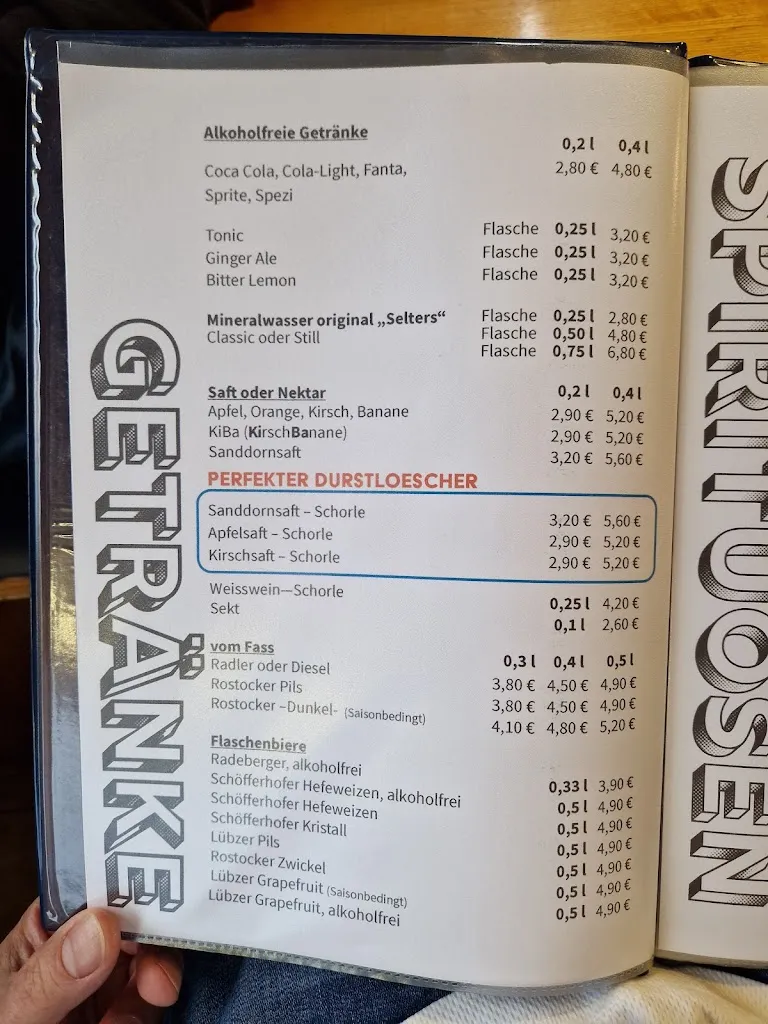 GETRÄNKE
Alkoholfreie Getränke
0,2 l 0,4 l
Coca Cola, Cola-Light, Fanta, 2,80 € 4,80 €
Sprite, Spezi
Tonic Flasche 0,25 l 3,20 €
Ginger Ale Flasche 0,25 l 3,20 €
Bitter Lemon Flasche 0,25 l 3,20 €
Mineralwasser original „Selters“ Flasche 0,25 l 2,80 €
Classic oder Still Flasche 0,50 l 4,80 €
Flasche 0,75 l 6,80 €
Saft oder Nektar 0,2 l 0,4 l
Apfel, Orange, Kirsch, Banane 2,90 € 5,20 €
KiBa (KirschBanane) 2,90 € 5,20 €
Sanddornsaft 3,20 € 5,60 €
PERFEKTER DURSTLOESCHER
Sanddornsaft – Schorle 3,20 € 5,60 €
Apfelsaft – Schorle 2,90 € 5,20 €
Kirschsaft – Schorle 2,90 € 5,20 €
Weisswein—Schorle 0,25 l 4,20 €
Sekt 0,1 l 2,60 €
vom Fass 0,3 l 0,4 l 0,5 l
Radler oder Diesel 3,80 € 4,50 € 4,90 €
Rostocker Pils 3,80 € 4,50 € 4,90 €
Rostocker –Dunkel- (Saisonbedingt) 4,10 € 4,80 € 5,20 €
Flaschenbiere
Radeberger, alkoholfrei 0,33 l 3,90 €
Schöfferhofer Hefeweizen, alkoholfrei 0,5 l 4,90 €
Schöfferhofer Hefeweizen 0,5 l 4,90 €
Schöfferhofer Kristall 0,5 l 4,90 €
Lübzer Pils 0,5 l 4,90 €
Rostocker Zwickel 0,5 l 4,90 €
Lübzer Grapefruit (Saisonbedingt) 0,5 l 4,90 €
Lübzer Grapefruit, alkoholfrei
SPIRITUOSEN